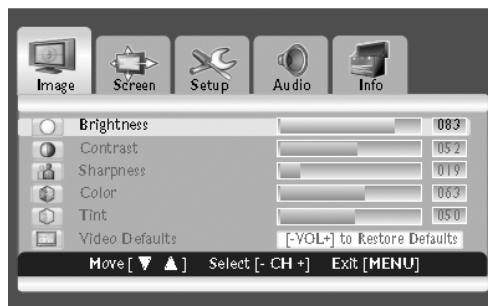 Image Screen Setup Audio Info
Brightness 083
Contrast 052
Sharpness 019
Color 063
Tint 050
Video Defaults [-VOL+] to Restore Defaults
Move [ ▼ ▲ ] Select [- CH +] Exit [MENU]